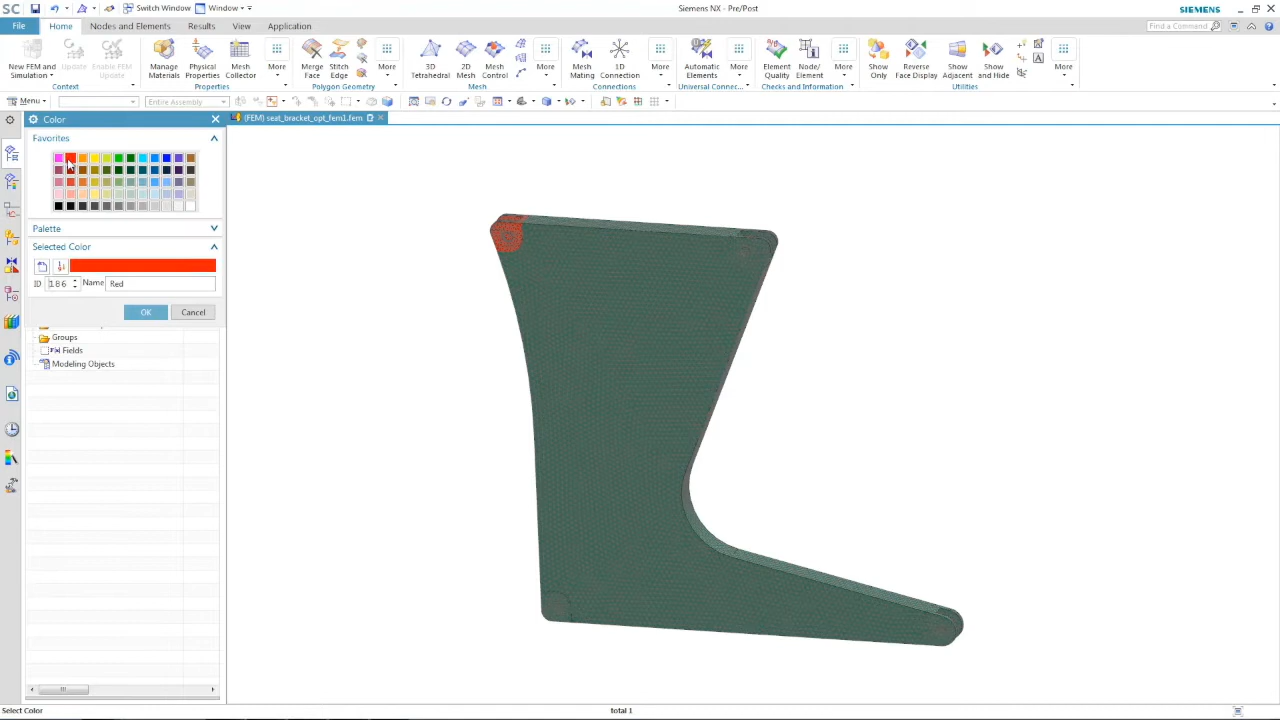 SC Switch Window Window Siemens NX - Pre/Post SIEMENS
File Home Nodes and Elements Results View Application Find a Command
New FEM and Simulation
Update
Enable FEM Update
Manage Materials
Physical Properties
Mesh Collector
More
Merge Face
Stitch Edge
More
3D Tetrahedral
2D Mesh
Mesh Control
More
Mesh Mating
1D Connection
More
Automatic Elements
More
Element Quality
Node/ Element
More
Show Only
Reverse Face Display
Show Adjacent
Show and Hide
More
Context Properties Polygon Geometry Mesh Connections Universal Connec... Checks and Information Utilities
Menu Entire Assembly
Color
(FEM) seat_bracket_opt_fem1.fem
Favorites
Palette
Selected Color
ID 186 Name Red
OK Cancel
Groups
Fields
Modeling Objects
Select Color total 1